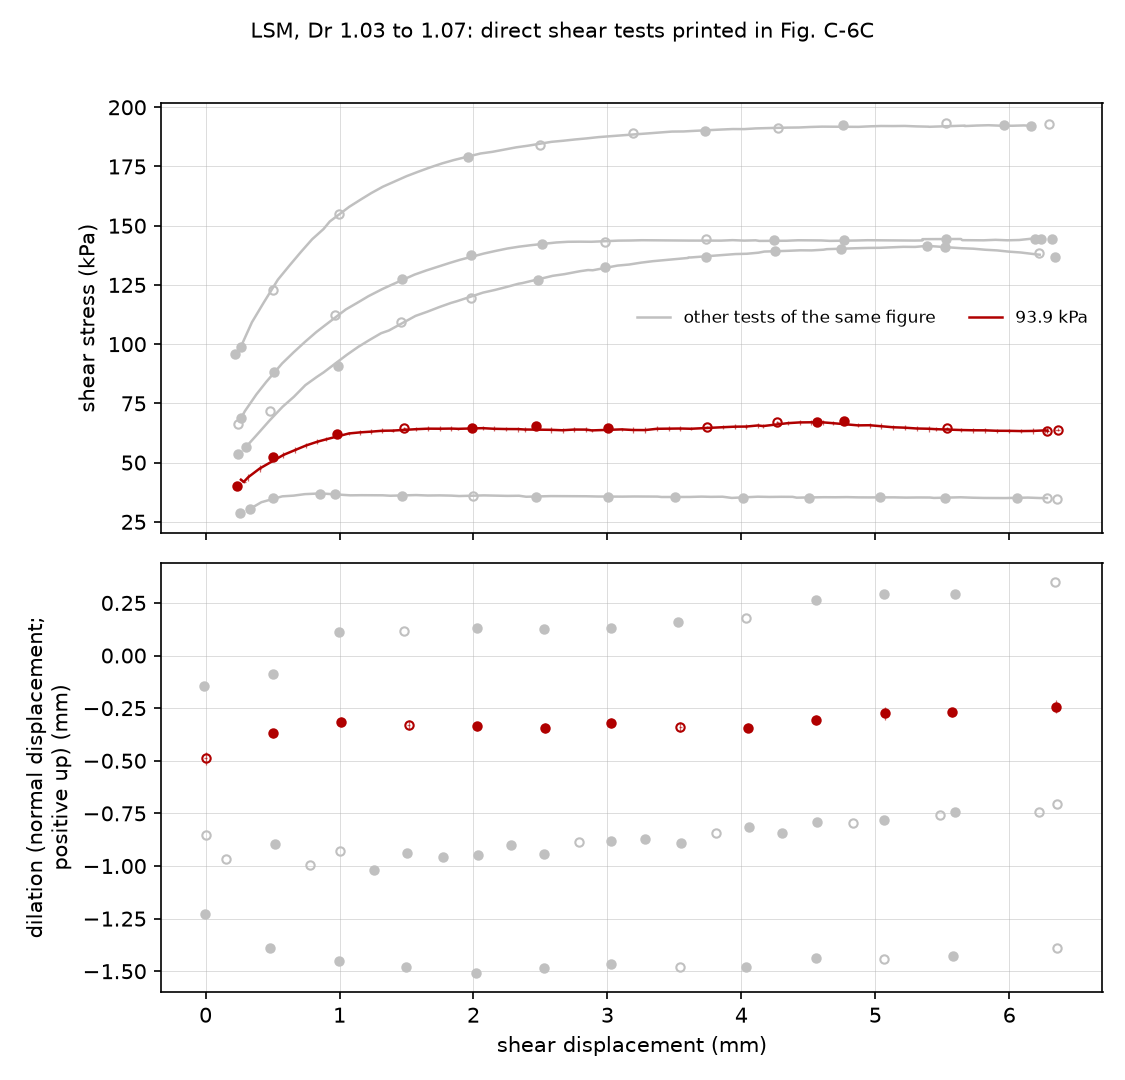 LSM, Dr 1.03 to 1.07: direct shear tests printed in Fig. C-6C
shear stress (kPa)
200
175
150
125
100
75
50
25
other tests of the same figure
93.9 kPa
dilation (normal displacement;
positive up) (mm)
0.25
0.00
−0.25
−0.50
−0.75
−1.00
−1.25
−1.50
0 1 2 3 4 5 6
shear displacement (mm)